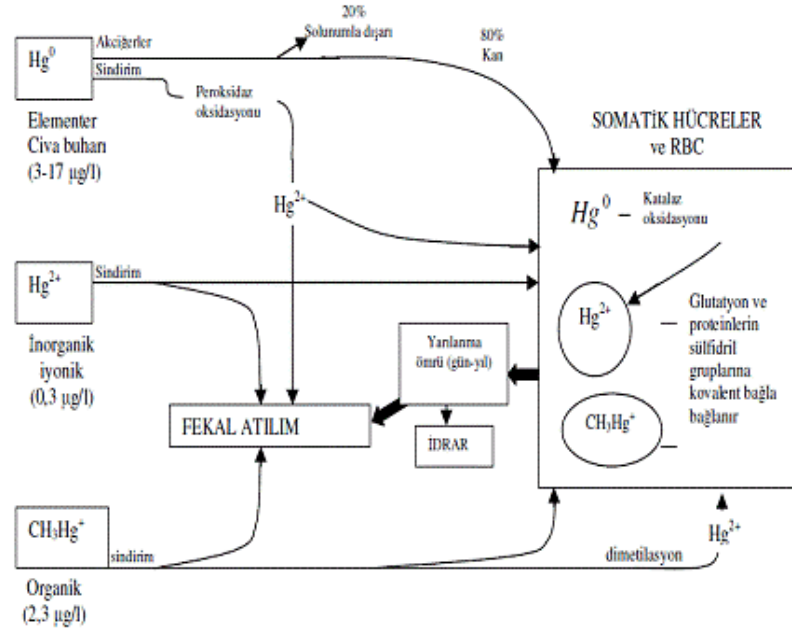 20%
Solunumla dışarı
Akciğerler
80%
Kan
Hg0
Sindirim
Peroksidaz
oksidasyonu
Elementer
Civa buharı
(3-17 µg/l)
SOMATİK HÜCRELER
ve RBC
Hg2+
Hg0 –
Katalaz
oksidasyonu
Hg2+
Sindirim
İnorganik
iyonik
(0,3 µg/l)
Hg2+
Glutatyon ve
proteinlerin
sülfidril
gruplarına
kovalent bağla
bağlanır
Yarılanma
ömrü (gün-yıl)
FEKAL ATILIM
İDRAR
CH3Hg+
CH3Hg+
sindirim
Organik
(2,3 µg/l)
dimetilasyon
Hg2+